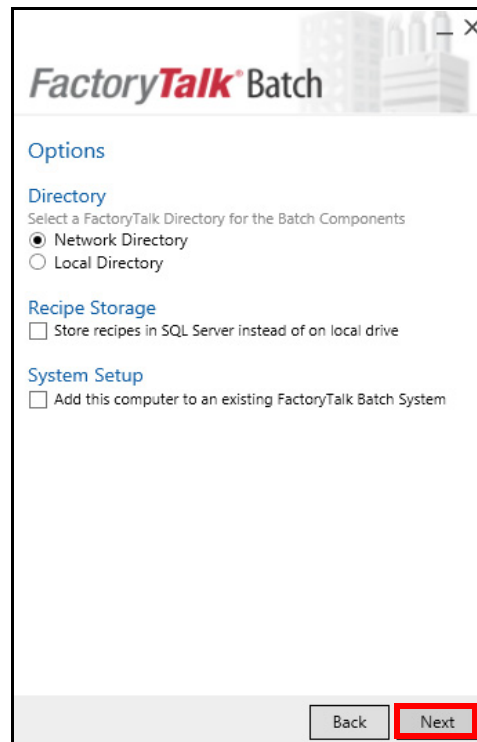 FactoryTalk® Batch
Options
Directory
Select a FactoryTalk Directory for the Batch Components
Network Directory
Local Directory
Recipe Storage
Store recipes in SQL Server instead of on local drive
System Setup
Add this computer to an existing FactoryTalk Batch System
Back Next